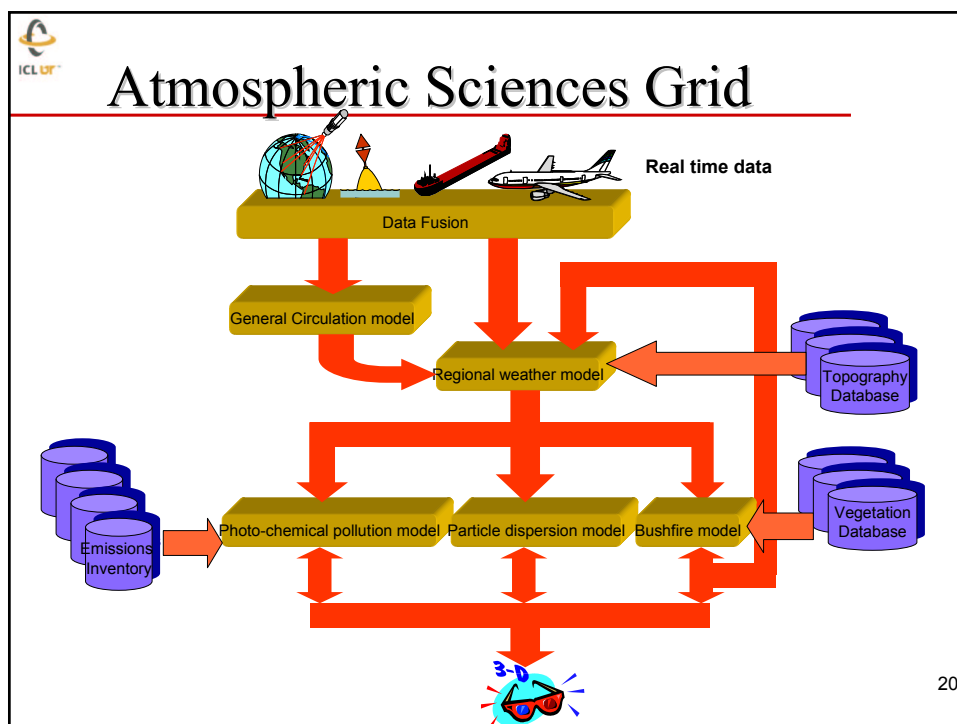 ICL UT
Atmospheric Sciences Grid
Real time data
Data Fusion
General Circulation model
Regional weather model
Topography
Database
Photo-chemical pollution model
Particle dispersion model
Bushfire model
Vegetation
Database
Emissions
Inventory
3-D
20